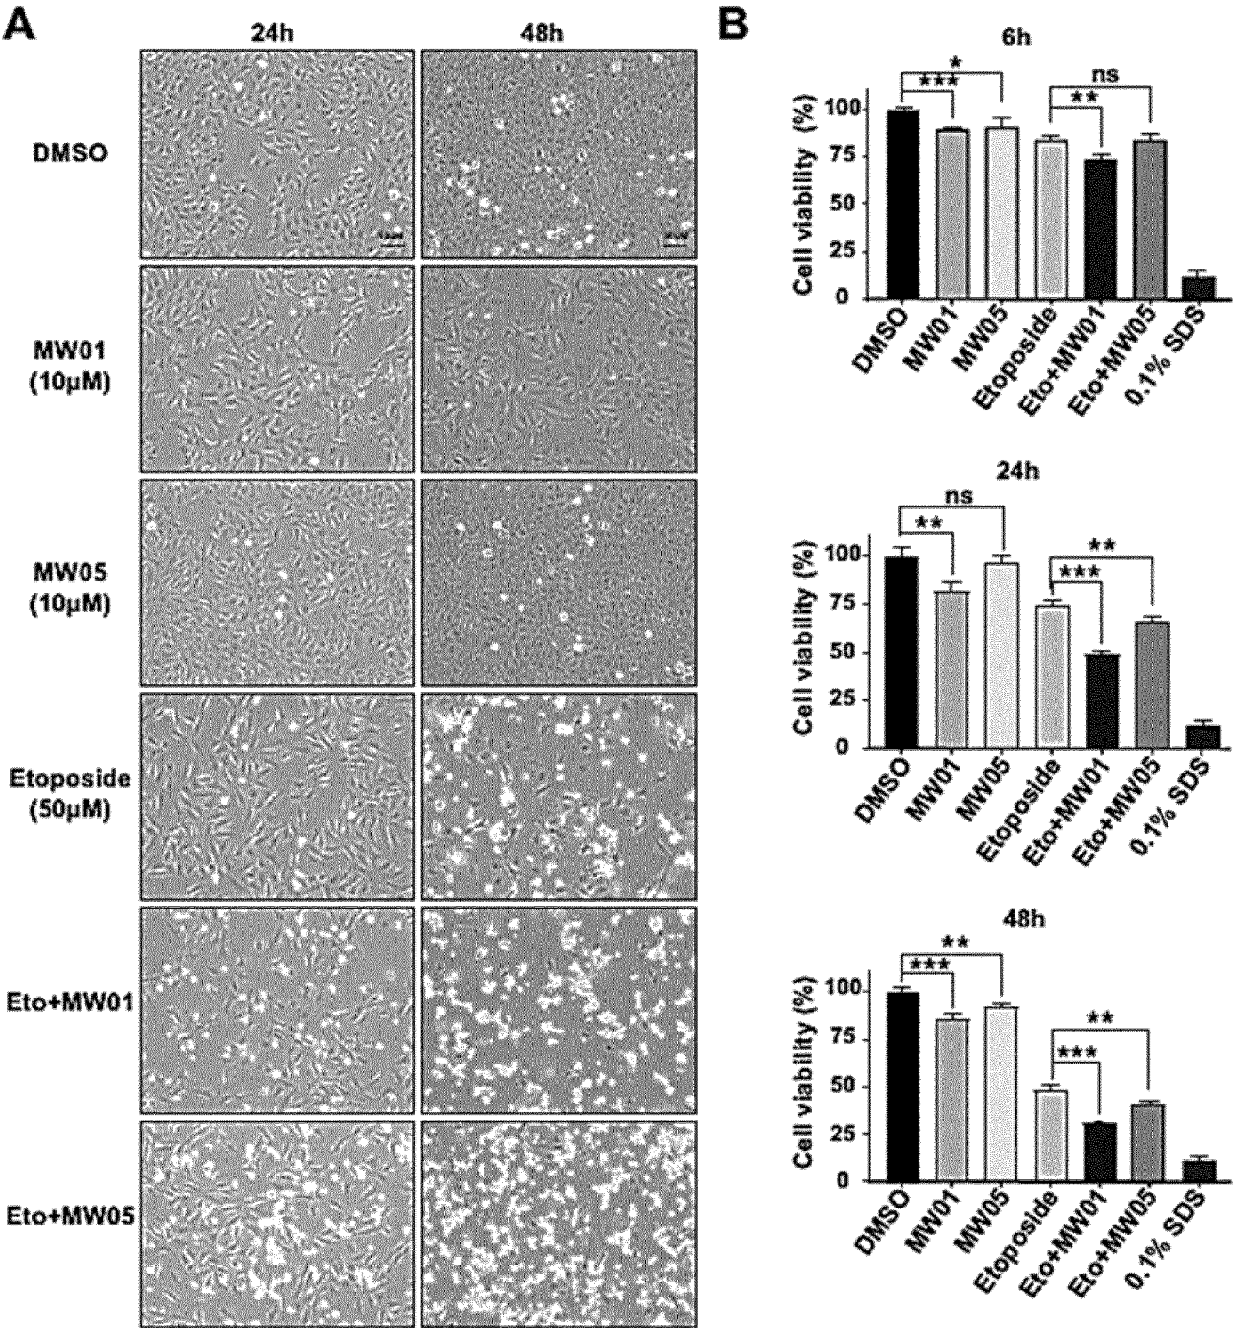 A
24h
48h
DMSO
MW01
(10μM)
MW05
(10μM)
Etoposide
(50μM)
Eto+MW01
Eto+MW05
B
6h
Cell viability (%)
100
75
50
25
0
*
***
ns
**
DMSO
MW01
MW05
Etoposide
Eto+MW01
Eto+MW05
0.1% SDS
24h
Cell viability (%)
100
75
50
25
0
ns
**
**
***
DMSO
MW01
MW05
Etoposide
Eto+MW01
Eto+MW05
0.1% SDS
48h
Cell viability (%)
100
75
50
25
0
**
***
**
***
DMSO
MW01
MW05
Etoposide
Eto+MW01
Eto+MW05
0.1% SDS